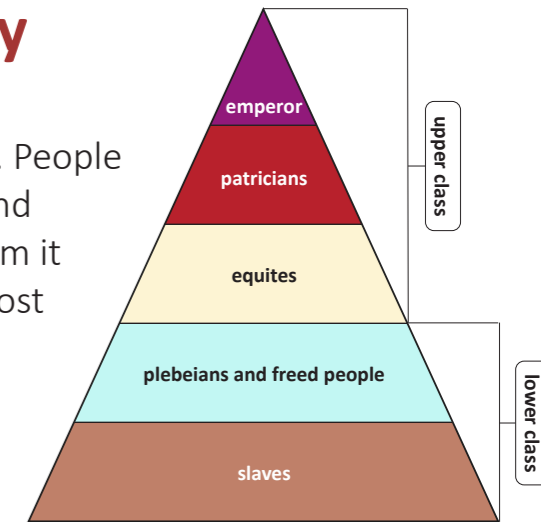 y
. People
nd
m it
ost
emperor
patricians
equites
plebeians and freed people
slaves
upper class
lower class